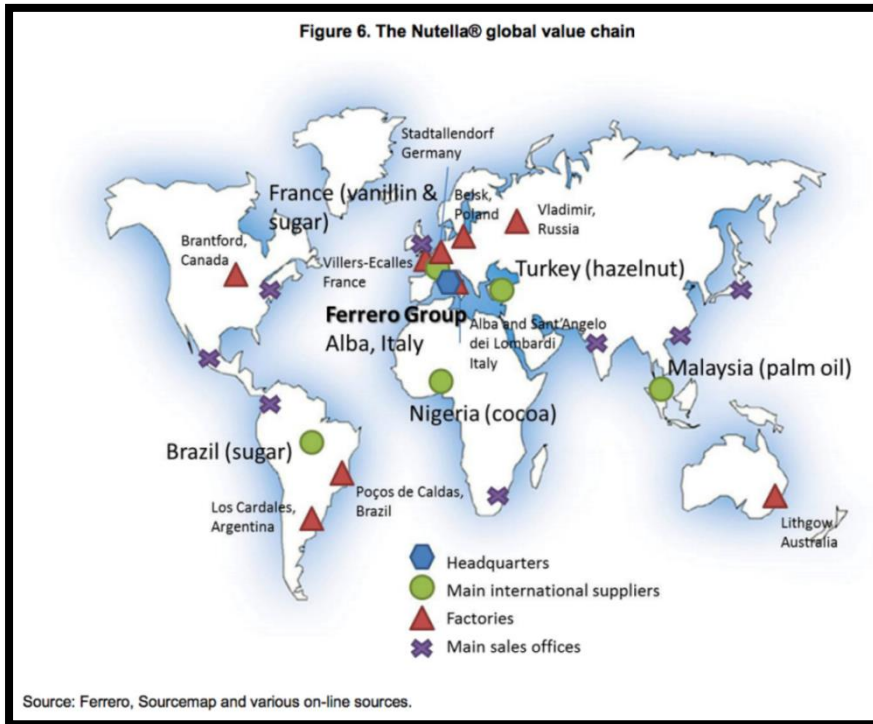 Figure 6. The Nutella® global value chain
Stadtallendorf
Germany
France (vanillin &
sugar)
Belsk,
Poland
Vladimir,
Russia
Brantford,
Canada
Villers-Ecalles
France
Turkey (hazelnut)
Ferrero Group
Alba, Italy
Alba and Sant'Angelo
dei Lombardi
Italy
Malaysia (palm oil)
Nigeria (cocoa)
Brazil (sugar)
Poços de Caldas,
Brazil
Los Cardales,
Argentina
Lithgow
Australia
Headquarters
Main international suppliers
Factories
Main sales offices
Source: Ferrero, Sourcemap and various on-line sources.